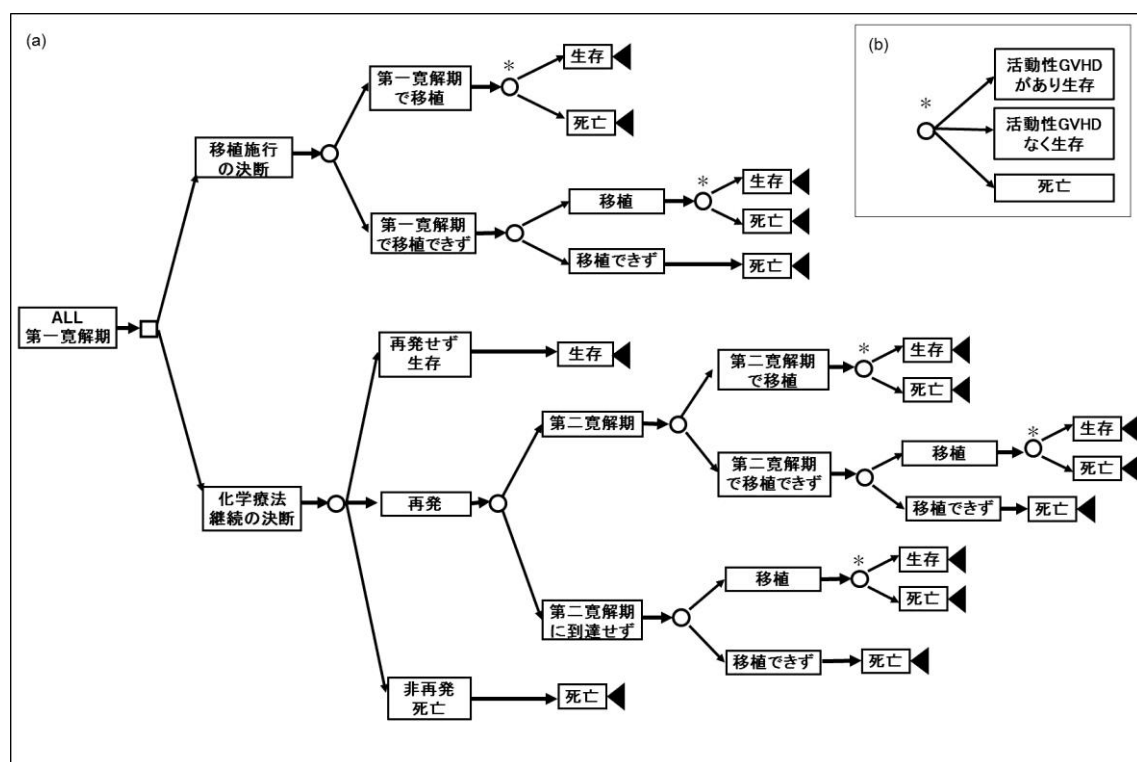 (a)
ALL
第一寛解期
移植施行
の決断
第一寛解期
で移植
*
生存
死亡
第一寛解期
で移植できず
移植
*
生存
死亡
移植できず
死亡
化学療法
継続の決断
再発せず
生存
生存
再発
第二寛解期
第二寛解期
で移植
*
生存
死亡
第二寛解期
で移植できず
移植
*
生存
死亡
移植できず
死亡
第二寛解期
に到達せず
移植
*
生存
死亡
移植できず
死亡
非再発
死亡
死亡
(b)
*
活動性GVHD
があり生存
活動性GVHD
なく生存
死亡